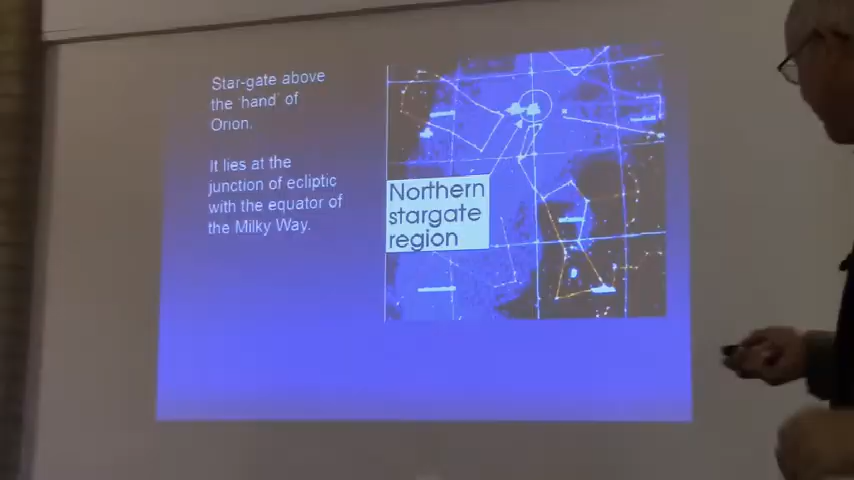 Star-gate above
the 'hand' of
Orion.
It lies at the
junction of ecliptic
with the equator of
the Milky Way.
Northern
stargate
region